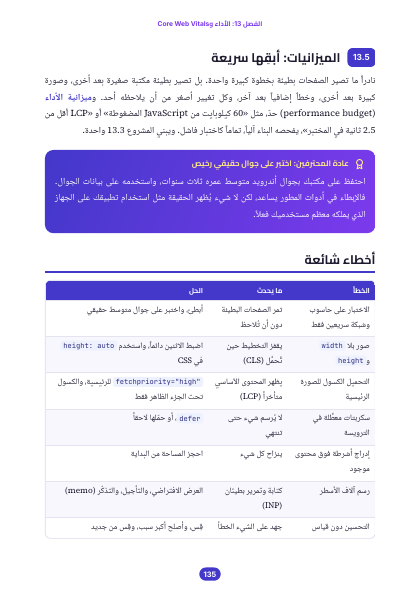 الفصل 13: الأداء وCore Web Vitals
13.5 الميزانيات: أبقِها سريعة
نادراً ما تصير الصفحات بطيئة بخطوة كبيرة واحدة. بل تصير بطيئة مكتبة صغيرة بعد أخرى، وصورة
كبيرة بعد أخرى، وخطأ إضافياً بعد آخر، وكل تغيير أصغر من أن يلاحظه أحد. وميزانية الأداء
(performance budget) حدّ، مثل «60 كيلوبايت من JavaScript المضغوطة» أو «LCP أقل من
2.5 ثانية في المختبر»، يفحصه البناء آلياً، تماماً كاختبار فاشل. ويبني المشروع 13.3 واحدة.
عادة المحترفين: اختبر على جوال حقيقي رخيص
احتفظ على مكتبك بجوال أندرويد متوسط عمره ثلاث سنوات، واستخدمه على بيانات الجوال.
فالإبطاء في أدوات المطور يساعد، لكن لا شيء يُظهر الحقيقة مثل استخدام تطبيقك على الجهاز
الذي يملكه معظم مستخدميك فعلاً.
أخطاء شائعة
الخطأ ما يحدث الحل
الاختبار على حاسوب تمر الصفحات البطيئة أبطئ، واختبر على جوال متوسط حقيقي
وشبكة سريعين فقط دون أن تُلاحظ
صور بلا width يقفز التخطيط حين اضبط الاثنين دائماً، واستخدم height: auto
و height تُحمَّل (CLS) في CSS
التحميل الكسول للصورة يظهر المحتوى الأساسي fetchpriority="high" للرئيسية، والكسول
الرئيسية متأخراً (LCP) تحت الجزء الظاهر فقط
سكريبتات معطِّلة في لا يُرسم شيء حتى defer ، أو حمّلها لاحقاً
الترويسة تنتهي
إدراج أشرطة فوق محتوى ينزاح كل شيء احجز المساحة من البداية
موجود
رسم آلاف الأسطر كتابة وتمرير بطيئان العرض الافتراضي، والتأجيل، والتذكّر (memo)
(INP)
التحسين دون قياس جهد على الشيء الخطأ قِس، وأصلح أكبر سبب، وقِس من جديد
135